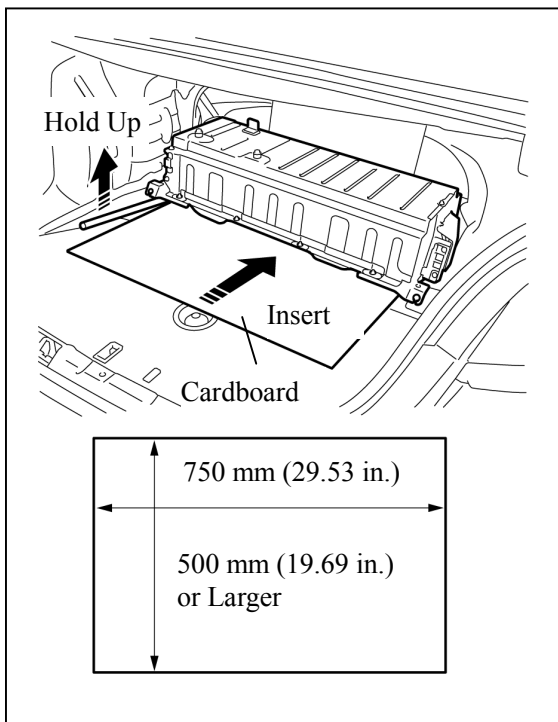 Hold Up
Insert
Cardboard
750 mm (29.53 in.)
500 mm (19.69 in.)
or Larger